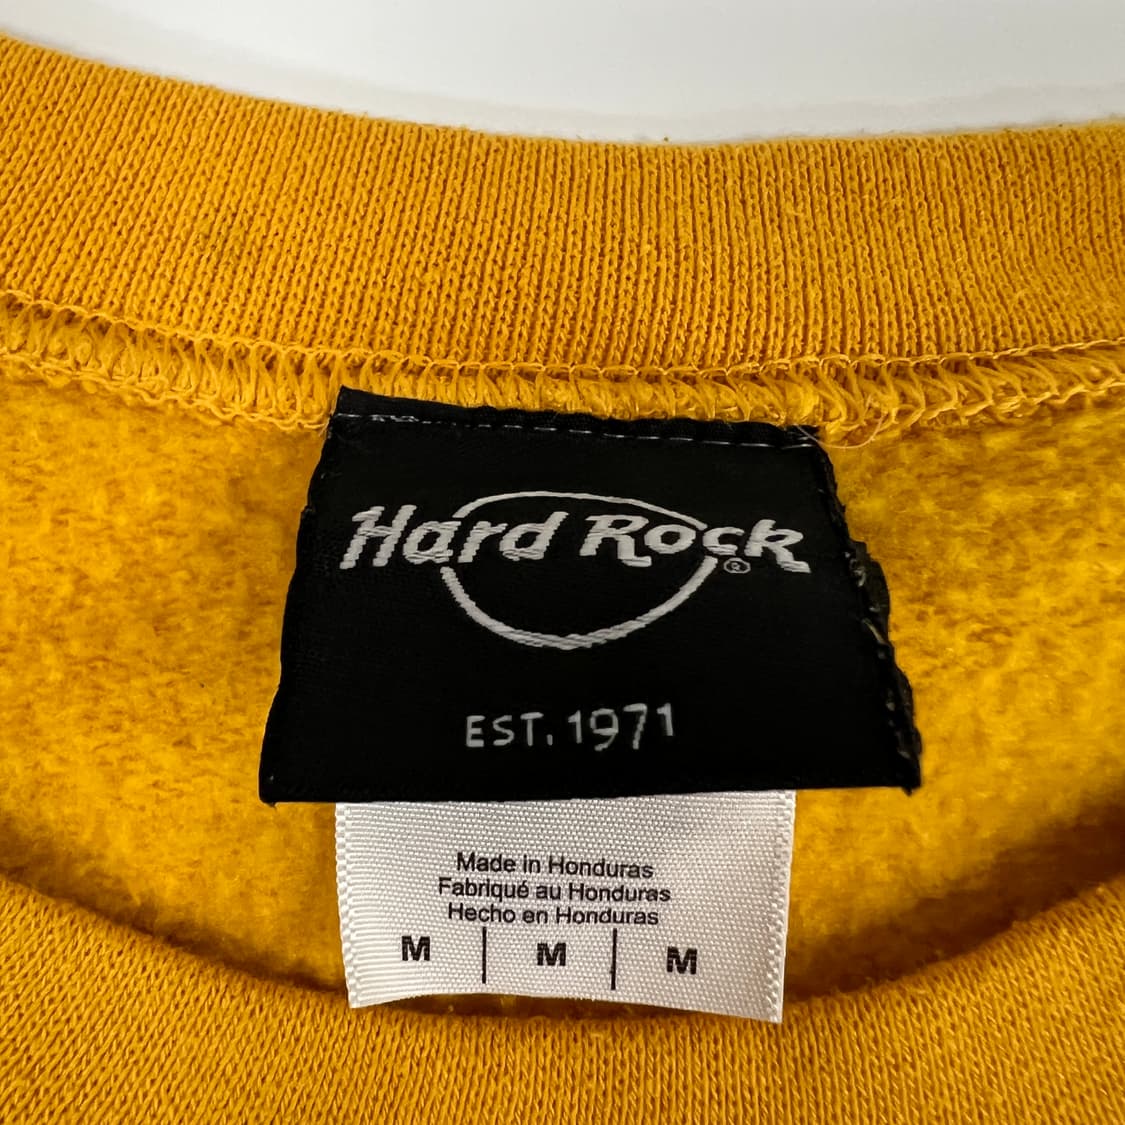 Hard Rock®
EST. 1971
Made in Honduras
Fabriqué au Honduras
Hecho en Honduras
M | M | M